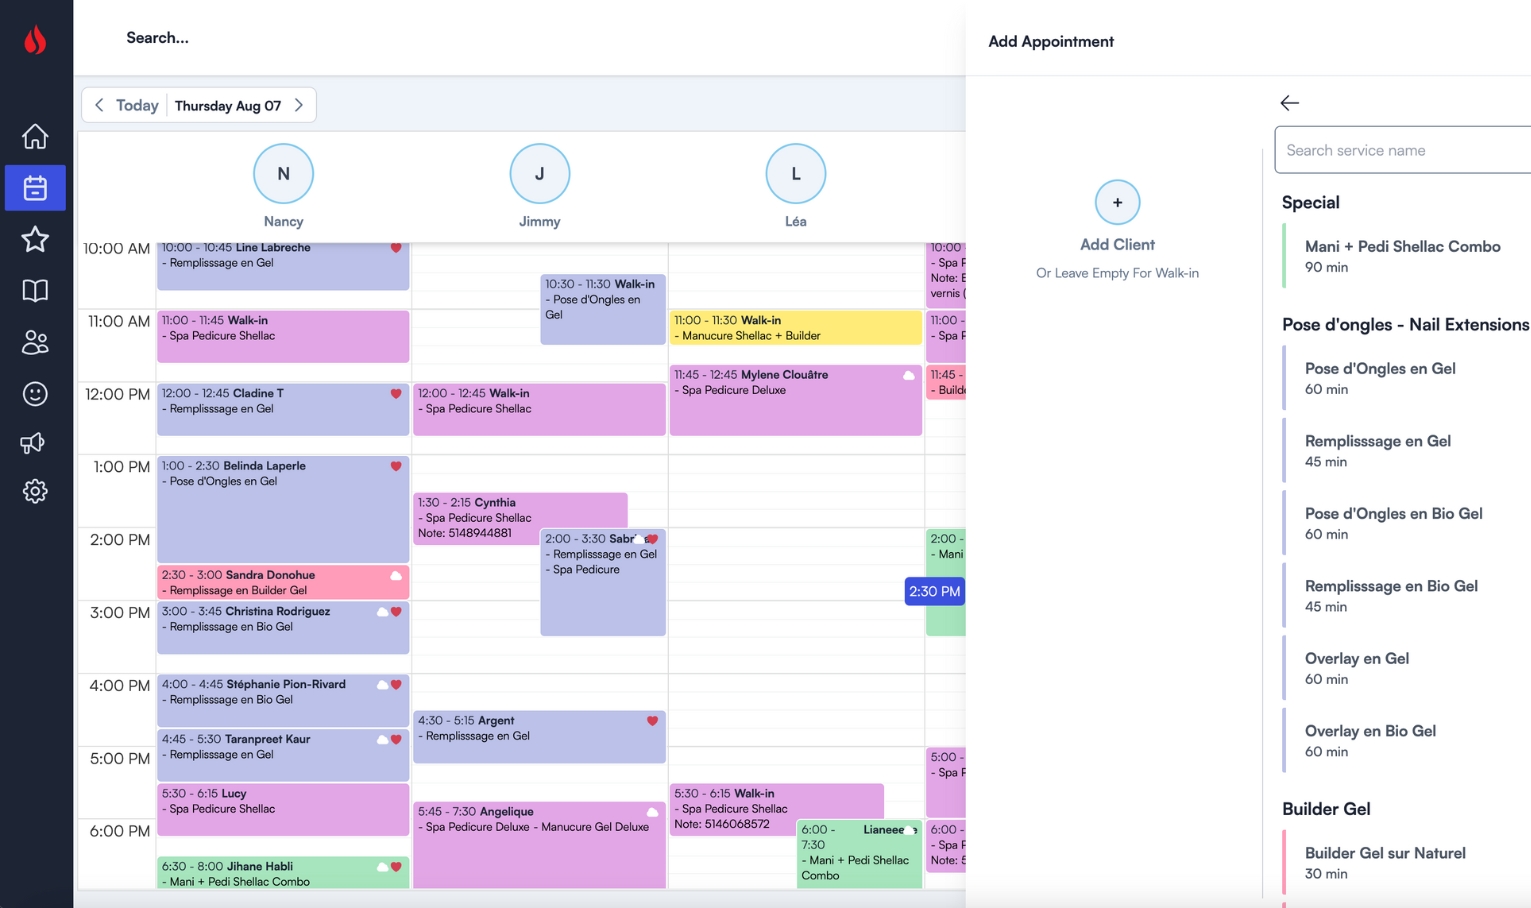 Search...
Add Appointment
Today
Thursday Aug 07
N
J
L
Nancy
Jimmy
Léa
10:00 AM
11:00 AM
12:00 PM
1:00 PM
2:00 PM
3:00 PM
4:00 PM
5:00 PM
6:00 PM
10:00 - 10:45 Line Labreche
- Remplisssage en Gel
11:00 - 11:45 Walk-in
- Spa Pedicure Shellac
12:00 - 12:45 Cladine T
- Remplisssage en Gel
1:00 - 2:30 Belinda Laperle
- Pose d'Ongles en Gel
2:30 - 3:00 Sandra Donohue
- Remplissage en Builder Gel
3:00 - 3:45 Christina Rodriguez
- Remplisssage en Bio Gel
4:00 - 4:45 Stéphanie Pion-Rivard
- Remplisssage en Bio Gel
4:45 - 5:30 Taranpreet Kaur
- Remplisssage en Gel
5:30 - 6:15 Lucy
- Spa Pedicure Shellac
6:30 - 8:00 Jihane Habli
- Mani + Pedi Shellac Combo
10:30 - 11:30 Walk-in
- Pose d'Ongles en
Gel
12:00 - 12:45 Walk-in
- Spa Pedicure Shellac
1:30 - 2:15 Cynthia
- Spa Pedicure Shellac
Note: 5148944881
2:00 - 3:30
- Remplisssage en Gel
- Spa Pedicure
4:30 - 5:15 Argent
- Remplisssage en Gel
5:45 - 7:30 Angelique
- Spa Pedicure Deluxe - Manucure Gel Deluxe
11:00 - 11:30 Walk-in
- Manucure Shellac + Builder
11:45 - 12:45 Mylene Clouâtre
- Spa Pedicure Deluxe
5:30 - 6:15 Walk-in
- Spa Pedicure Shellac
Note: 5146068572
6:00 -
7:30
- Mani + Pedi Shellac
Combo
10:00
- Spa
Note:
vernis (
11:00 -
- Spa
11:45 -
2:00 -
- Mani
2:30 PM
5:00 -
- Spa
6:00 -
- Spa
Note:
+
Add Client
Or Leave Empty For Walk-in
Search service name
Special
Mani + Pedi Shellac Combo
90 min
Pose d'ongles - Nail Extensions
Pose d'Ongles en Gel
60 min
Remplisssage en Gel
45 min
Pose d'Ongles en Bio Gel
60 min
Remplisssage en Bio Gel
45 min
Overlay en Gel
60 min
Overlay en Bio Gel
60 min
Builder Gel
Builder Gel sur Naturel
30 min